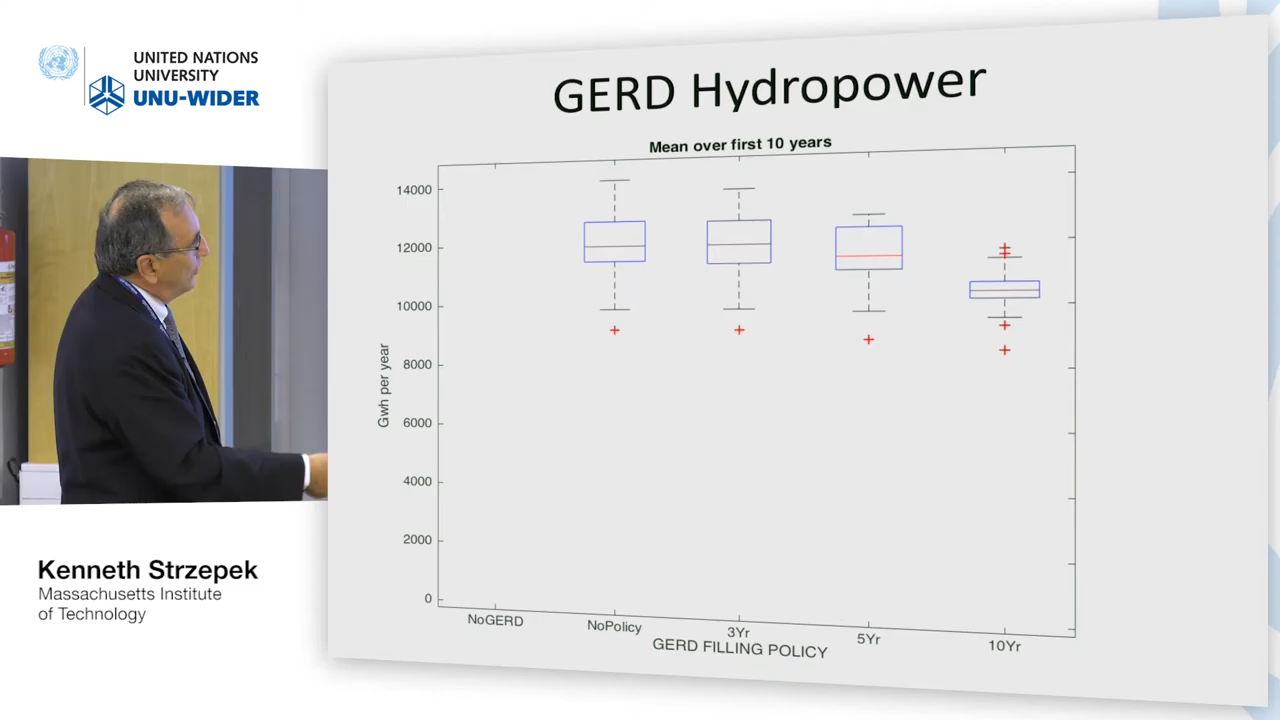 UNITED NATIONS
UNIVERSITY
UNU-WIDER
GERD Hydropower
Mean over first 10 years
14000
12000
10000
8000
6000
4000
2000
0
Gwh per year
NoGERD
NoPolicy
3Yr
5Yr
10Yr
GERD FILLING POLICY
Kenneth Strzepek
Massachusetts Institute
of Technology